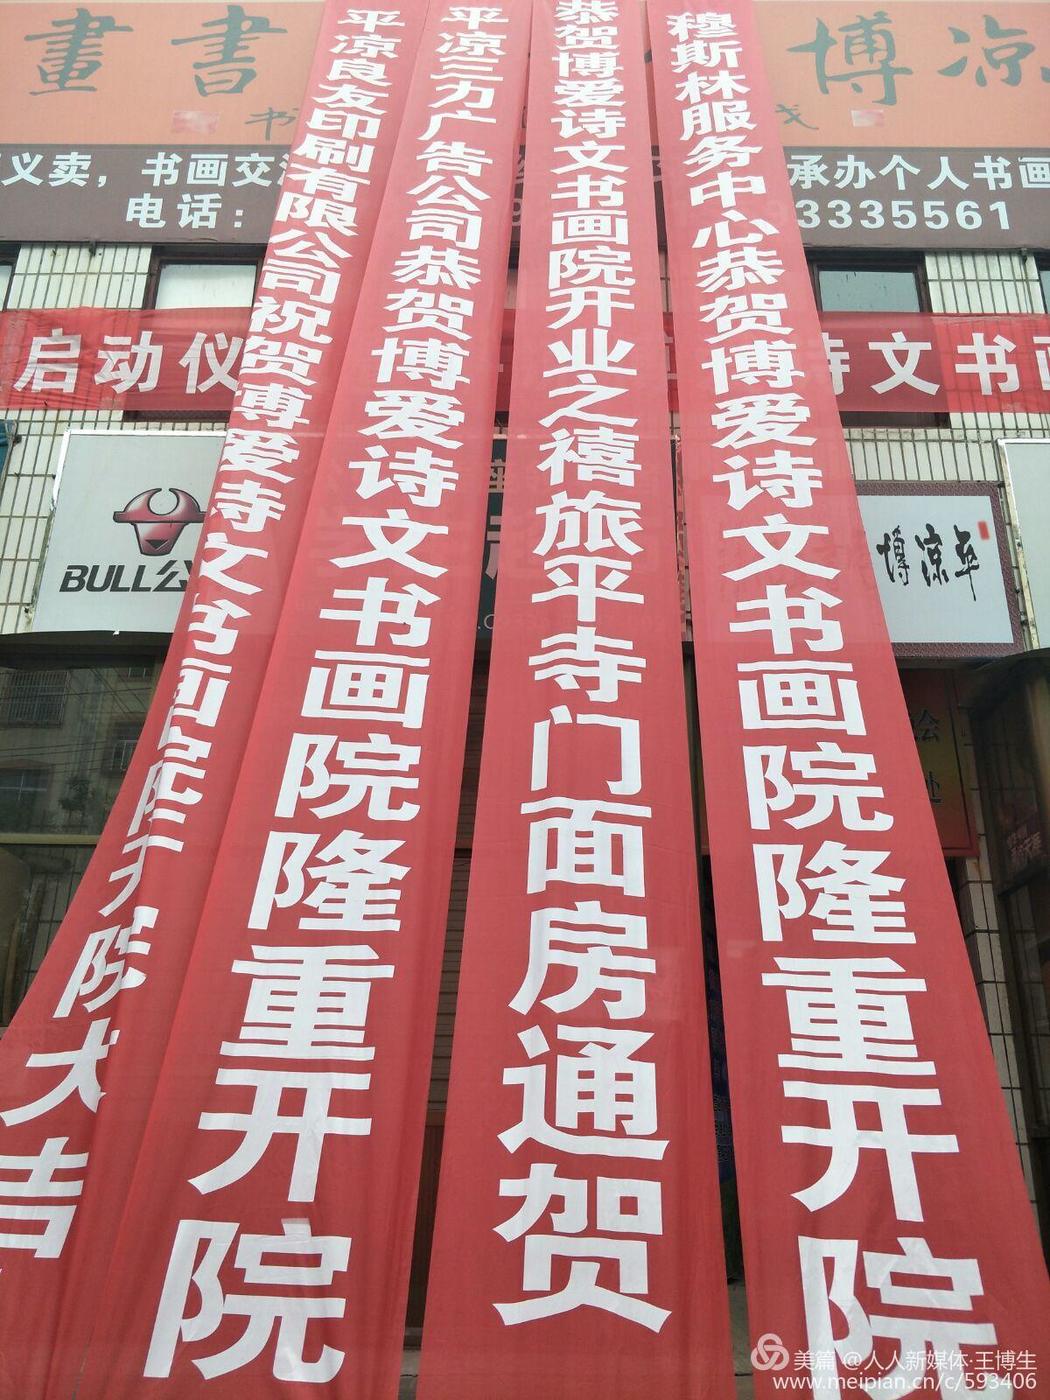 畫書 博凉
书
义卖，书画交 承办个人书画
电话： 3335561
启动仪 诗文书画
平凉良友印刷有限公司祝贺博爱诗文书画院开院大吉
平凉三力广告公司恭贺博爱诗文书画院隆重开院
恭贺博爱诗文书画院开业之禧旅平寺门面房通贺
穆斯林服务中心恭贺博爱诗文书画院隆重开院
BULL公
博凉
绘
处
美篇 @人人新媒体·王博生
www.meipian.cn/c/593406